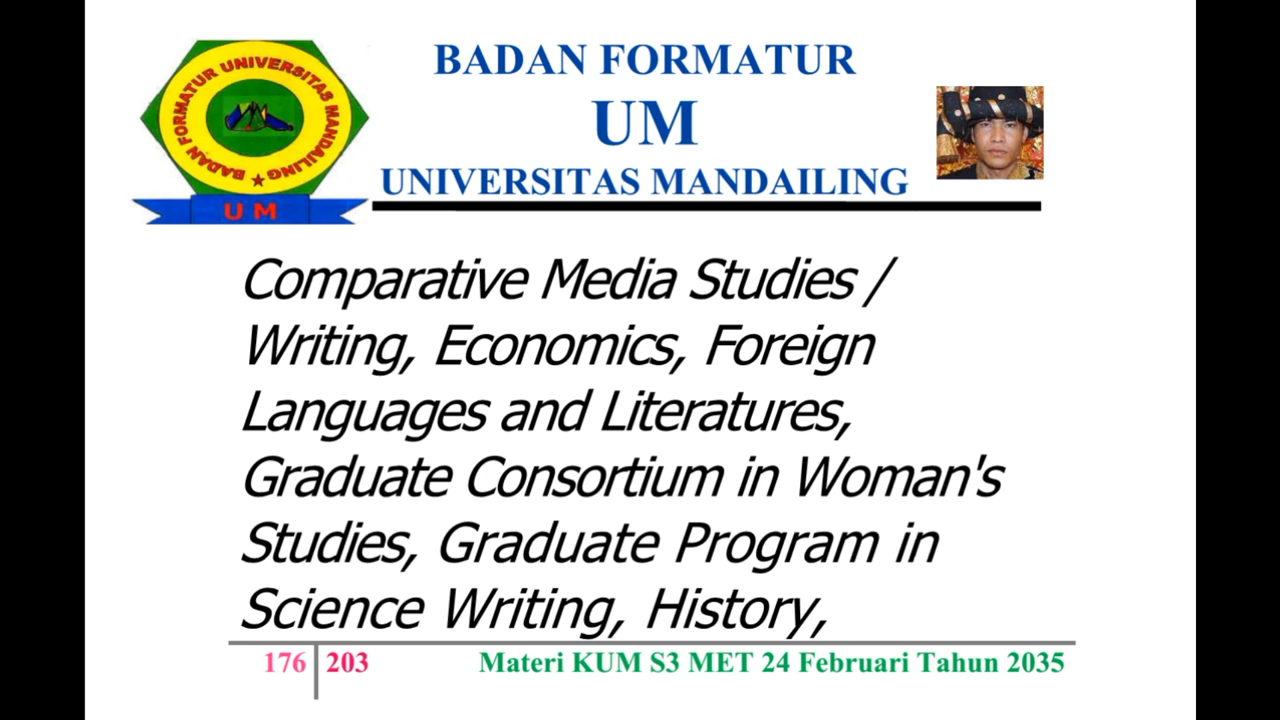 BADAN FORMATUR UNIVERSITAS MANDAILING
U M
BADAN FORMATUR
UM
UNIVERSITAS MANDAILING
Comparative Media Studies /
Writing, Economics, Foreign
Languages and Literatures,
Graduate Consortium in Woman's
Studies, Graduate Program in
Science Writing, History,
176 203 Materi KUM S3 MET 24 Februari Tahun 2035